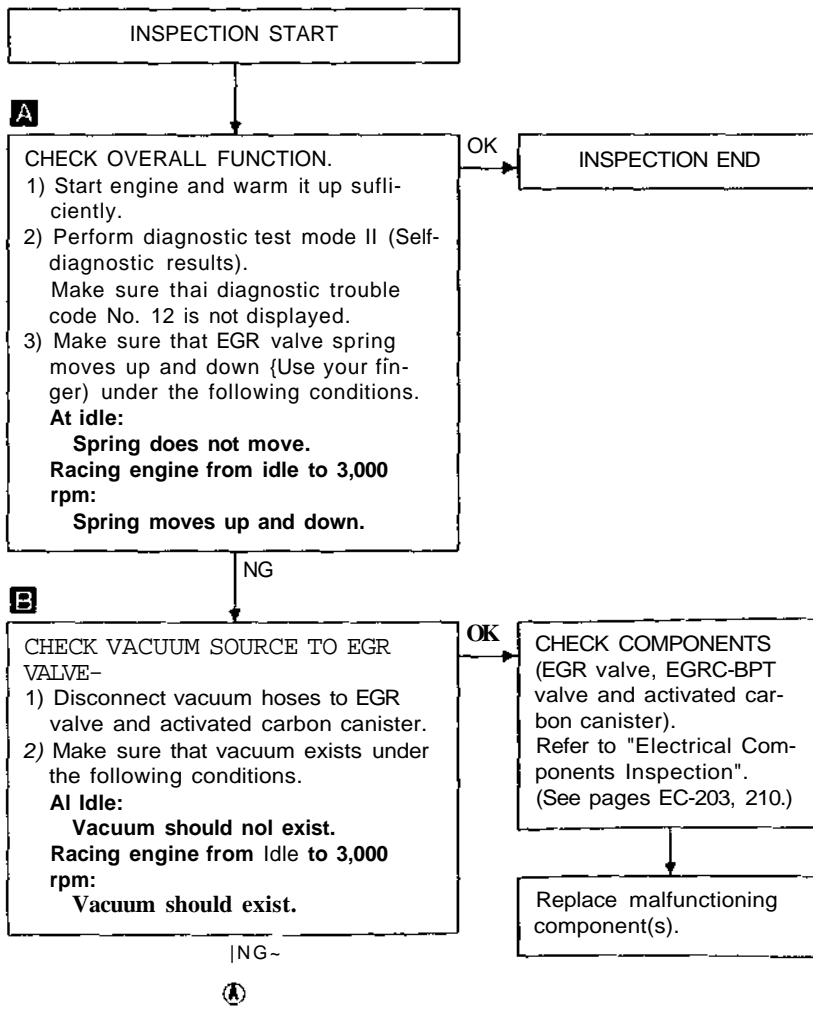 INSPECTION START
A
CHECK OVERALL FUNCTION.
1) Start engine and warm it up sufli-
ciently.
2) Perform diagnostic test mode II (Self-
diagnostic results).
Make sure thai diagnostic trouble
code No. 12 is not displayed.
3) Make sure that EGR valve spring
moves up and down {Use your fin-
ger) under the following conditions.
At idle:
Spring does not move.
Racing engine from idle to 3,000
rpm:
Spring moves up and down.
OK
INSPECTION END
NG
B
CHECK VACUUM SOURCE TO EGR
VALVE-
1) Disconnect vacuum hoses to EGR
valve and activated carbon canister.
2) Make sure that vacuum exists under
the following conditions.
Al Idle:
Vacuum should nol exist.
Racing engine from Idle to 3,000
rpm:
Vacuum should exist.
OK
CHECK COMPONENTS
(EGR valve, EGRC-BPT
valve and activated car-
bon canister).
Refer to "Electrical Com-
ponents Inspection".
(See pages EC-203, 210.)
Replace malfunctioning
component(s).
|NG~
Ⓐ